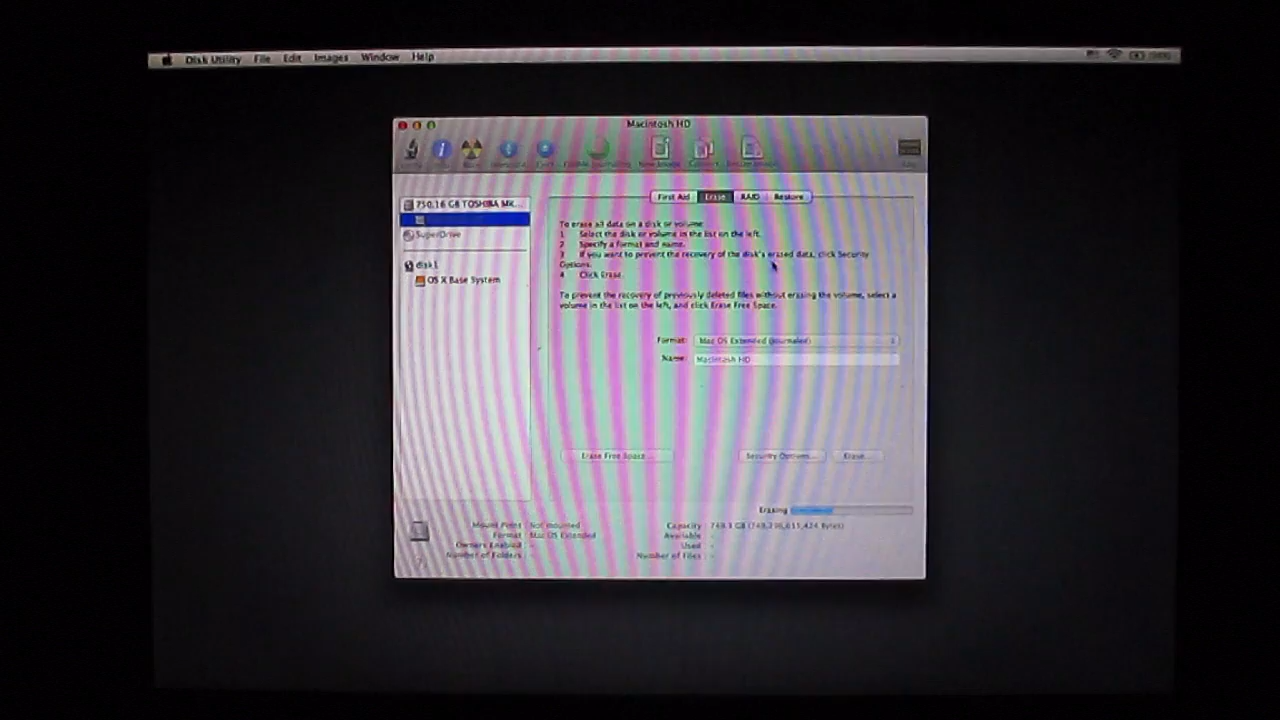 Disk Utility File Edit Images Window Help
Macintosh HD
New Image
750.16 GB TOSHIBA MK...
SuperDrive
disk1
OS X Base System
First Aid Erase RAID Restore
To erase all data on a disk or volume:
1 Select the disk or volume in the list on the left.
2 Specify a format and name.
3 If you want to prevent the recovery of the disk's erased data, click Security
Options.
4 Click Erase.
To prevent the recovery of previously deleted files without erasing the volume, select a
volume in the list on the left, and click Erase Free Space.
Format: Mac OS Extended (Journaled)
Name: Macintosh HD
Erase Free Space... Security Options... Erase...
Erasing
Mount Point : Not mounted
Format : Mac OS Extended
Owners Enabled : -
Number of Folders : -
Capacity :
Available : -
Used : -
Number of Files : -